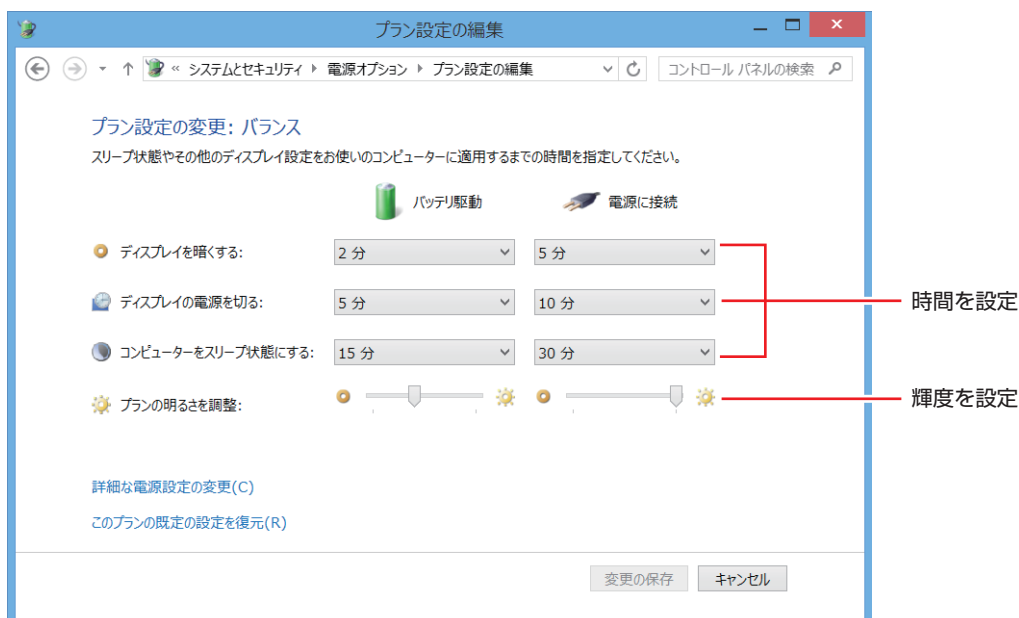 プラン設定の編集
« システムとセキュリティ ▸ 電源オプション ▸ プラン設定の編集
コントロール パネルの検索
プラン設定の変更: バランス
スリープ状態やその他のディスプレイ設定をお使いのコンピューターに適用するまでの時間を指定してください。
バッテリ駆動 電源に接続
ディスプレイを暗くする: 2 分 5 分
ディスプレイの電源を切る: 5 分 10 分
時間を設定
コンピューターをスリープ状態にする: 15 分 30 分
プランの明るさを調整:
輝度を設定
詳細な電源設定の変更(C)
このプランの既定の設定を復元(R)
変更の保存 キャンセル